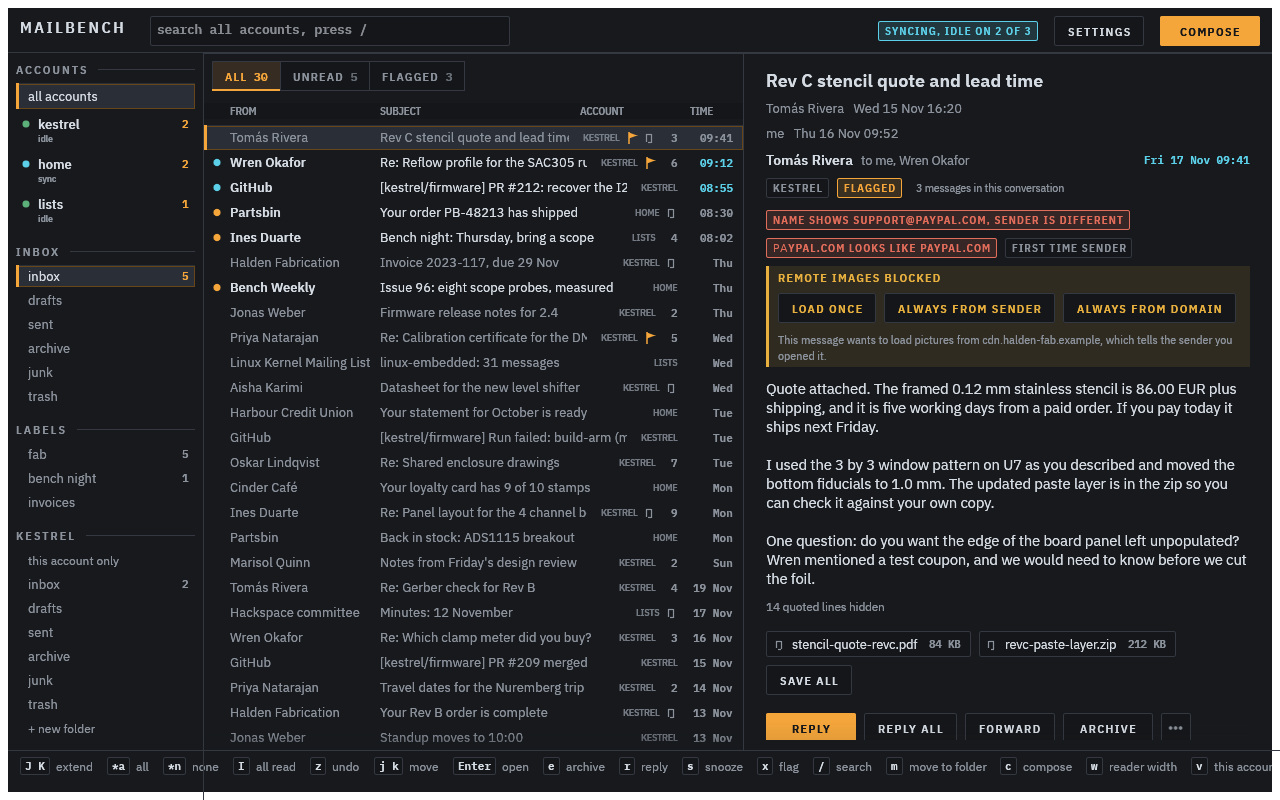 MAILBENCH
search all accounts, press /
SYNCING, IDLE ON 2 OF 3
SETTINGS
COMPOSE
ACCOUNTS
all accounts
kestrel 2
idle
home 2
sync
lists 1
idle
INBOX
inbox 5
drafts
sent
archive
junk
trash
LABELS
fab 5
bench night 1
invoices
KESTREL
this account only
inbox 2
drafts
sent
archive
junk
trash
+ new folder
ALL 30 UNREAD 5 FLAGGED 3
FROM SUBJECT ACCOUNT TIME
Tomás Rivera Rev C stencil quote and lead time KESTREL 3 09:41
Wren Okafor Re: Reflow profile for the SAC305 ru KESTREL 6 09:12
GitHub [kestrel/firmware] PR #212: recover the I2 KESTREL 08:55
Partsbin Your order PB-48213 has shipped HOME 08:30
Ines Duarte Bench night: Thursday, bring a scope LISTS 4 08:02
Halden Fabrication Invoice 2023-117, due 29 Nov KESTREL Thu
Bench Weekly Issue 96: eight scope probes, measured HOME Thu
Jonas Weber Firmware release notes for 2.4 KESTREL 2 Thu
Priya Natarajan Re: Calibration certificate for the DM KESTREL 5 Wed
Linux Kernel Mailing List linux-embedded: 31 messages LISTS Wed
Aisha Karimi Datasheet for the new level shifter KESTREL Wed
Harbour Credit Union Your statement for October is ready HOME Tue
GitHub [kestrel/firmware] Run failed: build-arm (m KESTREL Tue
Oskar Lindqvist Re: Shared enclosure drawings KESTREL 7 Tue
Cinder Café Your loyalty card has 9 of 10 stamps HOME Mon
Ines Duarte Re: Panel layout for the 4 channel b KESTREL 9 Mon
Partsbin Back in stock: ADS1115 breakout HOME Mon
Marisol Quinn Notes from Friday's design review KESTREL 2 Sun
Tomás Rivera Re: Gerber check for Rev B KESTREL 4 19 Nov
Hackspace committee Minutes: 12 November LISTS 17 Nov
Wren Okafor Re: Which clamp meter did you buy? KESTREL 3 16 Nov
GitHub [kestrel/firmware] PR #209 merged KESTREL 15 Nov
Priya Natarajan Travel dates for the Nuremberg trip KESTREL 2 14 Nov
Halden Fabrication Your Rev B order is complete KESTREL 13 Nov
Jonas Weber Standup moves to 10:00 KESTREL 13 Nov
Rev C stencil quote and lead time
Tomás Rivera Wed 15 Nov 16:20
me Thu 16 Nov 09:52
Tomás Rivera to me, Wren Okafor Fri 17 Nov 09:41
KESTREL FLAGGED 3 messages in this conversation
NAME SHOWS SUPPORT@PAYPAL.COM, SENDER IS DIFFERENT
PAYPAL.COM LOOKS LIKE PAYPAL.COM FIRST TIME SENDER
REMOTE IMAGES BLOCKED
LOAD ONCE ALWAYS FROM SENDER ALWAYS FROM DOMAIN
This message wants to load pictures from cdn.halden-fab.example, which tells the sender you
opened it.
Quote attached. The framed 0.12 mm stainless stencil is 86.00 EUR plus
shipping, and it is five working days from a paid order. If you pay today it
ships next Friday.
I used the 3 by 3 window pattern on U7 as you described and moved the
bottom fiducials to 1.0 mm. The updated paste layer is in the zip so you
can check it against your own copy.
One question: do you want the edge of the board panel left unpopulated?
Wren mentioned a test coupon, and we would need to know before we cut
the foil.
14 quoted lines hidden
stencil-quote-revc.pdf 84 KB revc-paste-layer.zip 212 KB
SAVE ALL
REPLY REPLY ALL FORWARD ARCHIVE •••
J K extend *a all *n none I all read z undo j k move Enter open e archive r reply s snooze x flag / search m move to folder c compose w reader width v this accoun